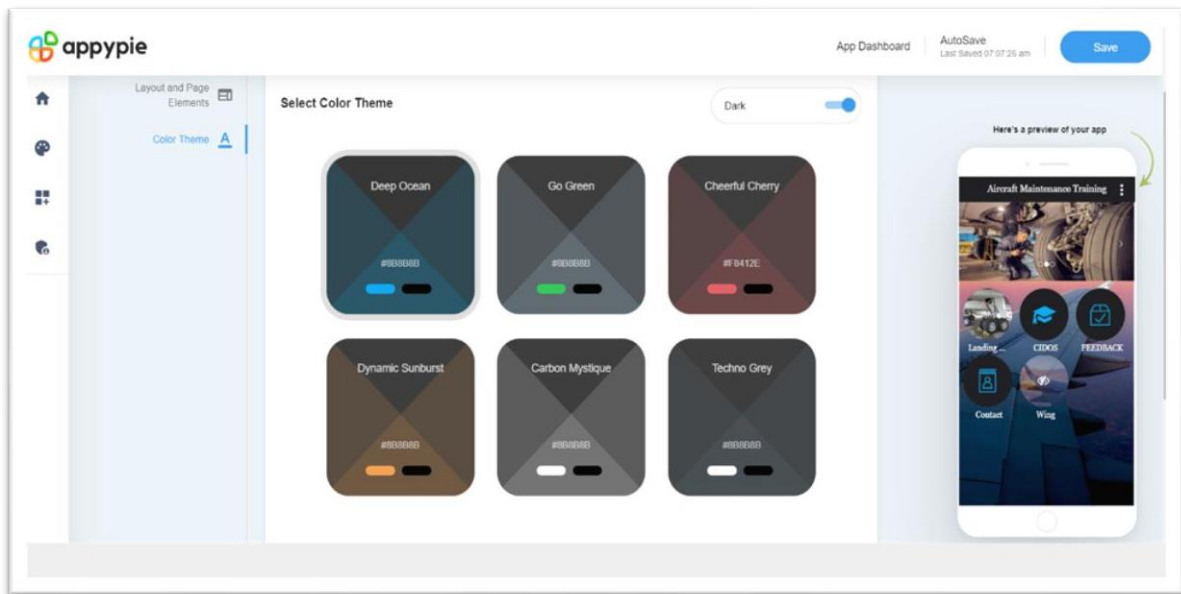 appypie
App Dashboard
AutoSave
Last Saved 07:07:26 am
Save
Layout and Page
Elements
Color Theme
Select Color Theme
Dark
Deep Ocean
#8B8B8B
Go Green
#8B8B8B
Cheerful Cherry
#FB412E
Dynamic Sunburst
#8B8B8B
Carbon Mystique
#8B8B8B
Techno Grey
#8B8B8B
Here's a preview of your app
Aircraft Maintenance Training
Landing ...
CIDOS
FEEDBACK
Contact
Wing